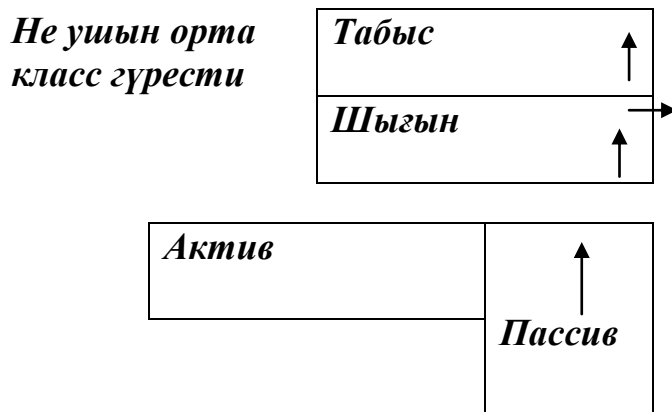 Не ушын орта
класс гүрести
Табыс
Шығын
Актив
Пассив